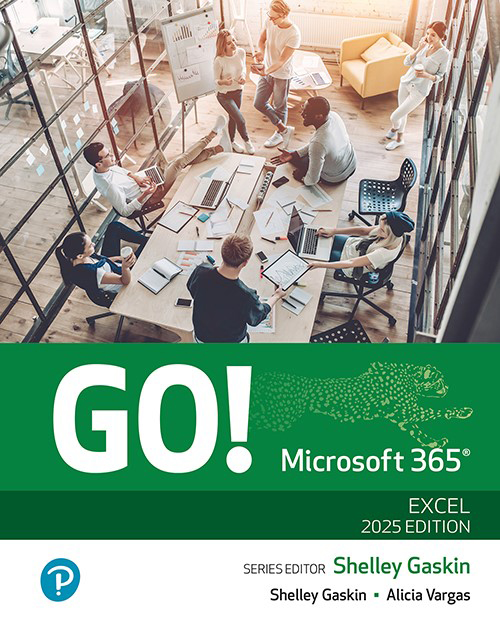 GO!
Microsoft 365®
EXCEL
2025 EDITION
SERIES EDITOR Shelley Gaskin
Shelley Gaskin ▪ Alicia Vargas
P